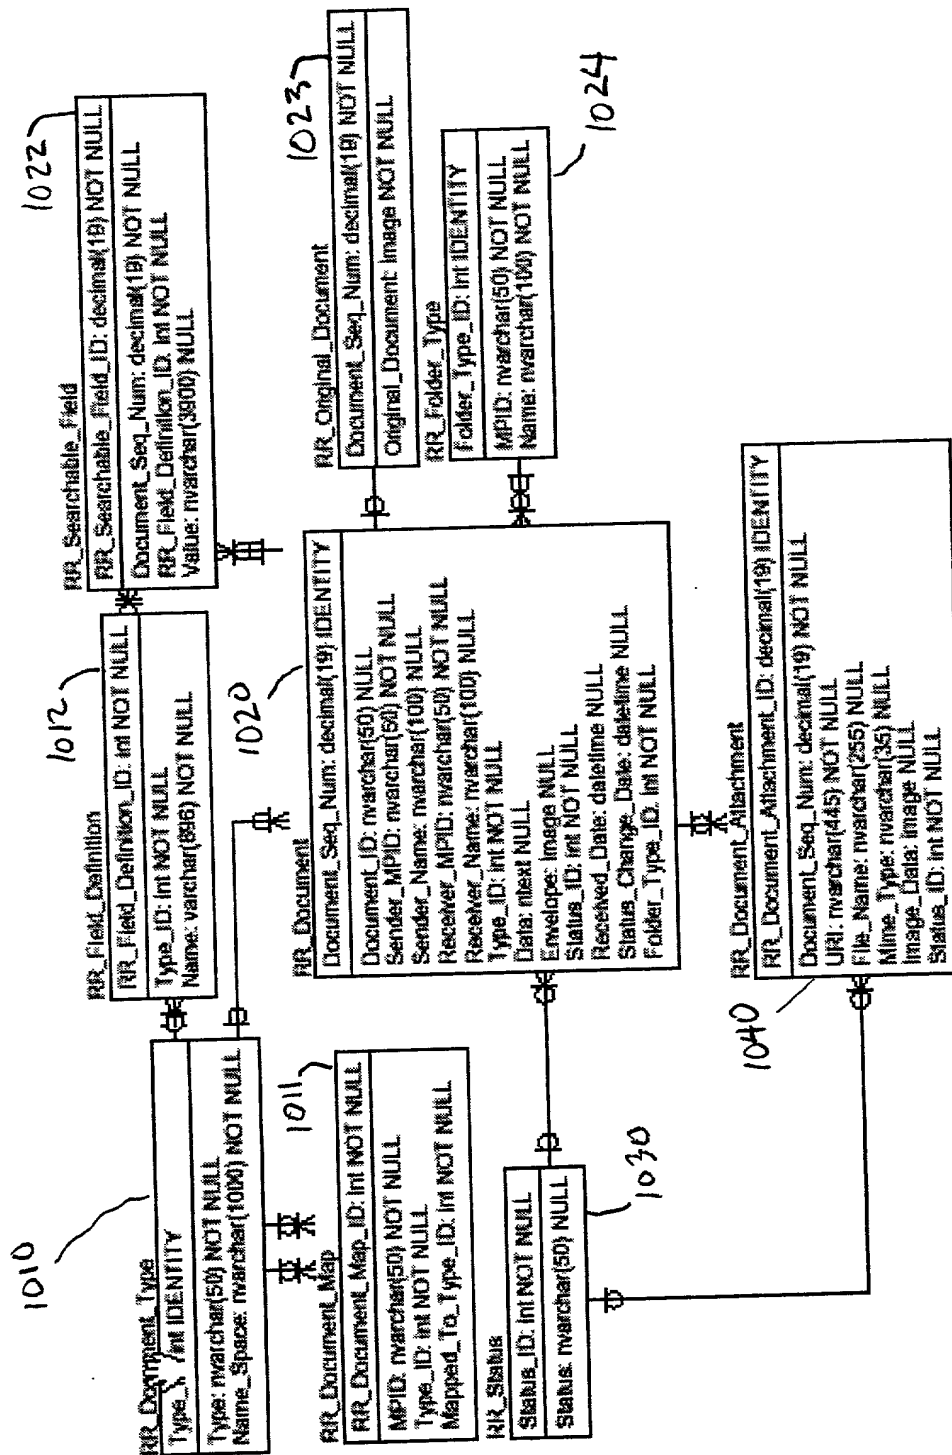 1010
RR_Document_Type
int IDENTITY
Type: nvarchar(50) NOT NULL
Name_Space: nvarchar(1000) NOT NULL
1011
RR_Document_Map
RR_Document_Map_ID: int NOT NULL
MPID: nvarchar(50) NOT NULL
Type_ID: int NOT NULL
Mapped_To_Type_ID: int NOT NULL
RR_Status
Status_ID: int NOT NULL
Status: nvarchar(50) NULL
1030
1012
RR_Field_Definition
RR_Field_Definition_ID: int NOT NULL
Type_ID: int NOT NULL
Name: varchar(896) NOT NULL
1020
RR_Document
Document_Seq_Num: decimal(19) IDENTITY
Document_ID: nvarchar(50) NULL
Sender_MPID: nvarchar(50) NOT NULL
Sender_Name: nvarchar(100) NULL
Receiver_MPID: nvarchar(50) NOT NULL
Receiver_Name: nvarchar(100) NULL
Type_ID: int NOT NULL
Data: ntext NULL
Envelope: image NULL
Status_ID: int NOT NULL
Received_Date: datetime NULL
Status_Change_Date: datetime NULL
Folder_Type_ID: int NOT NULL
1040
RR_Document_Attachment
RR_Document_Attachment_ID: decimal(19) IDENTITY
Document_Seq_Num: decimal(19) NOT NULL
URI: nvarchar(445) NOT NULL
File_Name: nvarchar(255) NULL
Mime_Type: nvarchar(35) NULL
Image_Data: image NULL
Status_ID: int NOT NULL
1022
RR_Searchable_Field
RR_Searchable_Field_ID: decimal(19) NOT NULL
Document_Seq_Num: decimal(19) NOT NULL
RR_Field_Definition_ID: int NOT NULL
Value: nvarchar(3900) NULL
1023
RR_Original_Document
Document_Seq_Num: decimal(19) NOT NULL
Original_Document: image NOT NULL
RR_Folder_Type
Folder_Type_ID: int IDENTITY
MPID: nvarchar(50) NOT NULL
Name: nvarchar(100) NOT NULL
1024